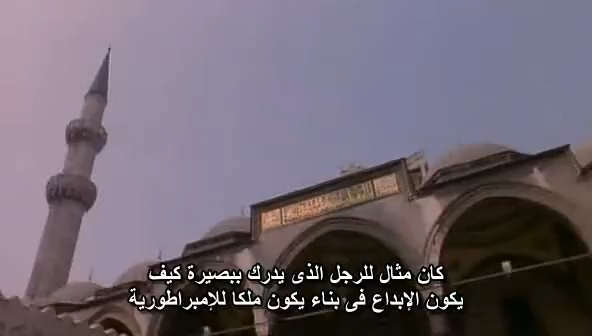 كان مثال للرجل الذى يدرك ببصيرة كيف
يكون الإبداع فى بناء يكون ملكا للإمبراطورية